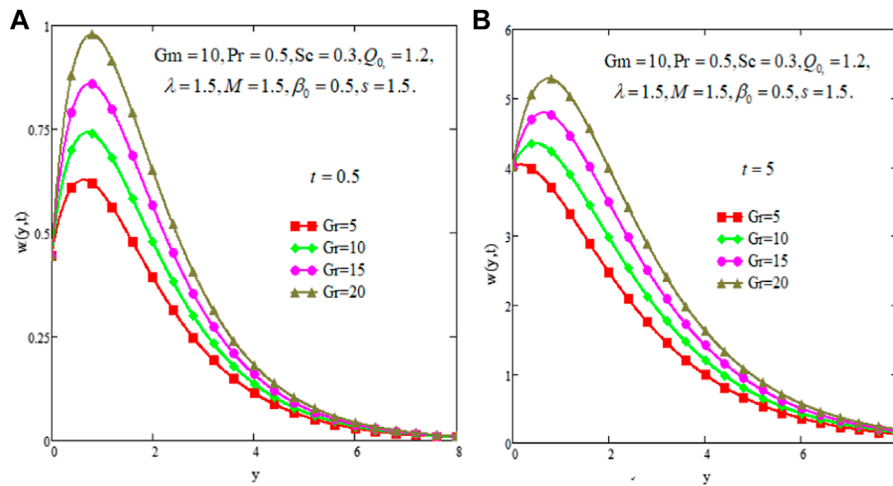 A
Gm = 10, Pr = 0.5, Sc = 0.3, Q₀, = 1.2,
λ = 1.5, M = 1.5, β₀ = 0.5, s = 1.5.
t = 0.5
Gr=5
Gr=10
Gr=15
Gr=20
w(y,t)
1
0.75
0.5
0.25
0
0 2 4 6 8
y
B
Gm = 10, Pr = 0.5, Sc = 0.3, Q₀, = 1.2,
λ = 1.5, M = 1.5, β₀ = 0.5, s = 1.5.
t = 5
Gr=5
Gr=10
Gr=15
Gr=20
w(y,t)
6
5
4
3
2
1
0
0 2 4 6
y